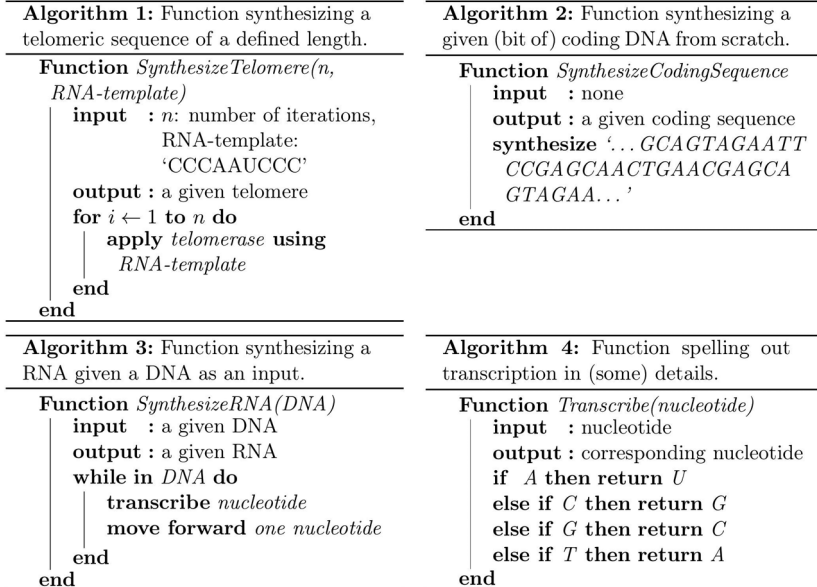 Algorithm 1: Function synthesizing a
telomeric sequence of a defined length.
Function SynthesizeTelomere(n,
RNA-template)
input : n: number of iterations,
RNA-template:
‘CCCAAUCCC’
output : a given telomere
for i ← 1 to n do
apply telomerase using
RNA-template
end
end
Algorithm 2: Function synthesizing a
given (bit of) coding DNA from scratch.
Function SynthesizeCodingSequence
input : none
output : a given coding sequence
synthesize ‘...GCAGTAGAATT
CCGAGCAACTGAACGAGCA
GTAGAA...’
end
Algorithm 3: Function synthesizing a
RNA given a DNA as an input.
Function SynthesizeRNA(DNA)
input : a given DNA
output : a given RNA
while in DNA do
transcribe nucleotide
move forward one nucleotide
end
end
Algorithm 4: Function spelling out
transcription in (some) details.
Function Transcribe(nucleotide)
input : nucleotide
output : corresponding nucleotide
if A then return U
else if C then return G
else if G then return C
else if T then return A
end